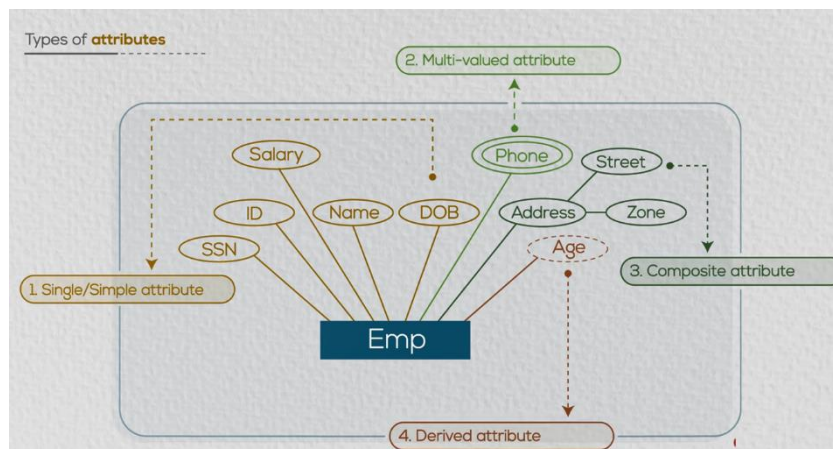 Types of attributes
2. Multi-valued attribute
Salary
Phone
Street
ID
Name
DOB
Address
Zone
SSN
Age
1. Single/Simple attribute
3. Composite attribute
Emp
4. Derived attribute